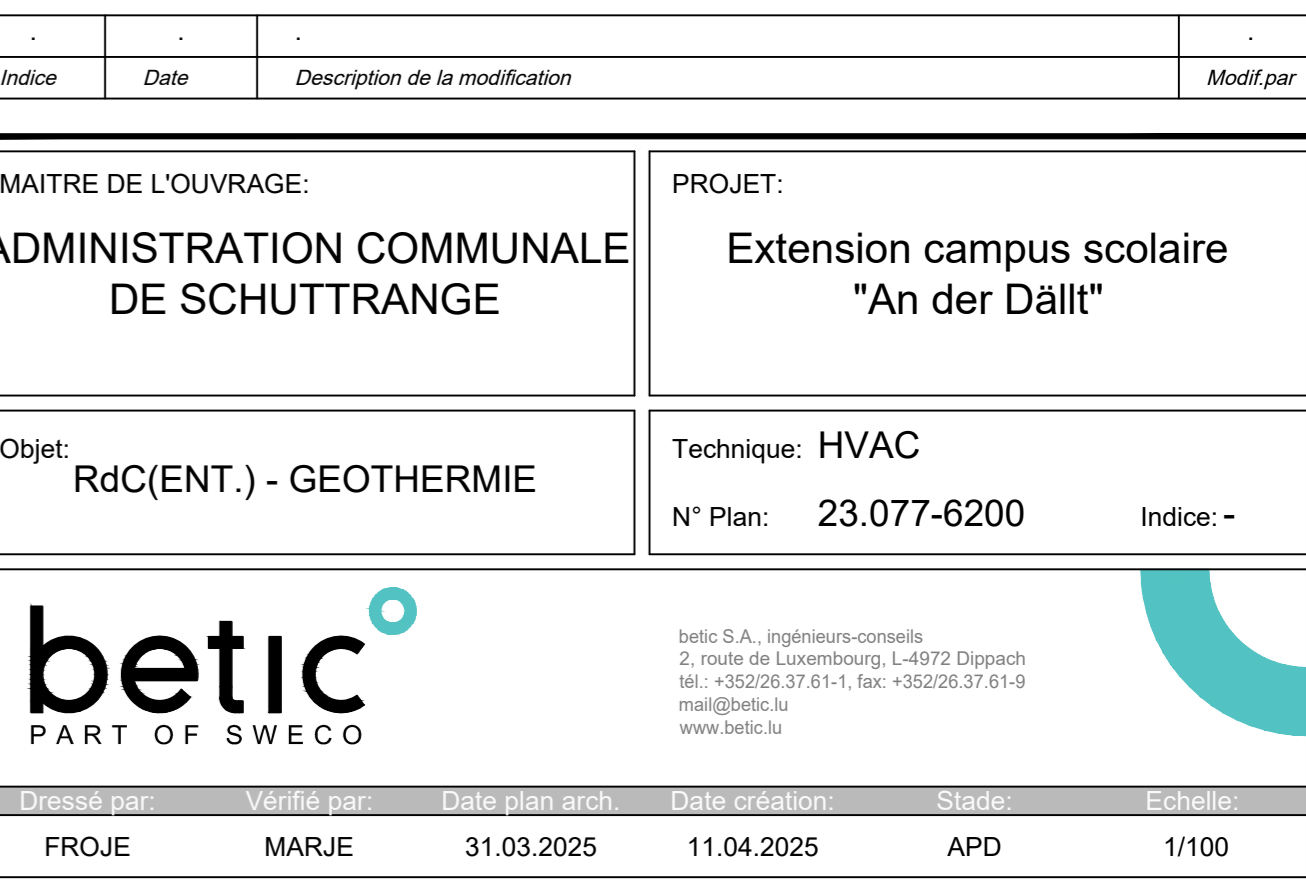 . . . .
Indice Date Description de la modification Modif.par
MAITRE DE L'OUVRAGE:
ADMINISTRATION COMMUNALE
DE SCHUTTRANGE
PROJET:
Extension campus scolaire
"An der Dällt"
Objet:
RdC(ENT.) - GEOTHERMIE
Technique: HVAC
N° Plan: 23.077-6200 Indice: -
betic
PART OF SWECO
betic S.A., ingénieurs-conseils
2, route de Luxembourg, L-4972 Dippach
tél.: +352/26.37.61-1, fax: +352/26.37.61-9
mail@betic.lu
www.betic.lu
Dressé par: Vérifié par: Date plan arch. Date création: Stade: Echelle:
FROJE MARJE 31.03.2025 11.04.2025 APD 1/100